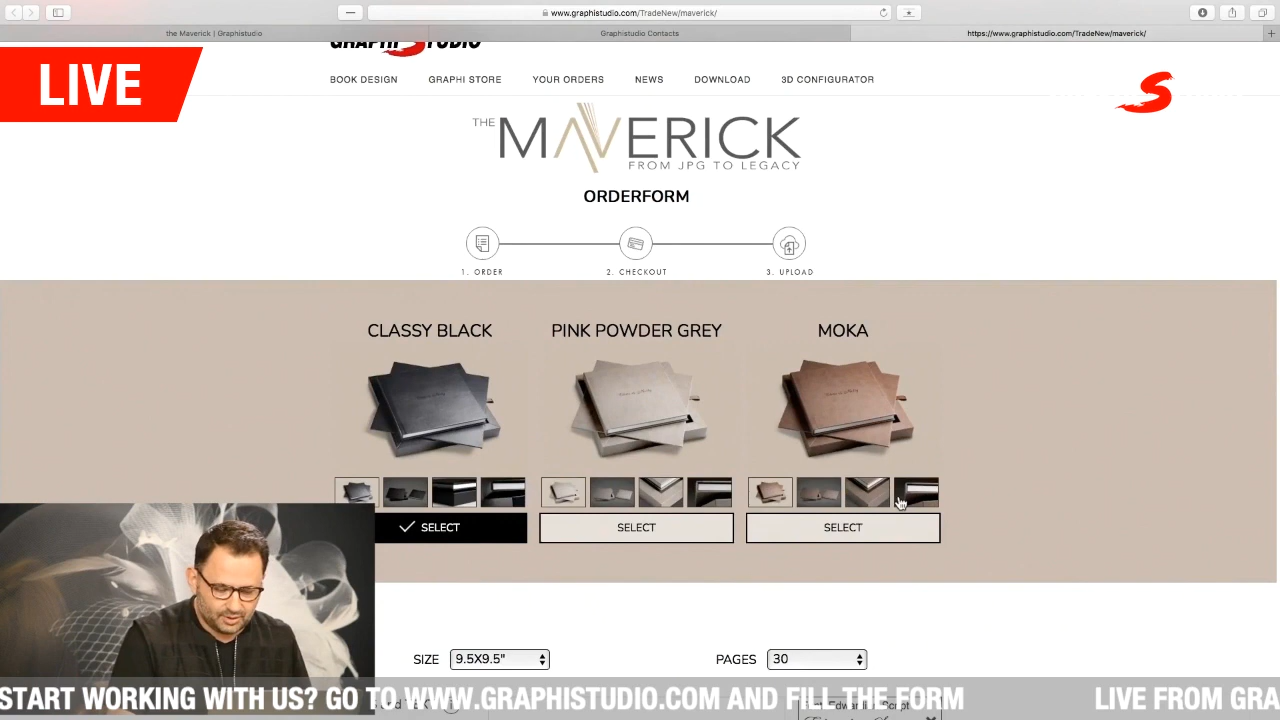 www.graphistudio.com/TradeNew/maverick/
the Maverick | Graphistudio
Graphistudio Contacts
https://www.graphistudio.com/TradeNew/maverick/
LIVE
GRAPHISTUDIO
BOOK DESIGN
GRAPHI STORE
YOUR ORDERS
NEWS
DOWNLOAD
3D CONFIGURATOR
THE MAVERICK
FROM JPG TO LEGACY
ORDERFORM
1. ORDER
2. CHECKOUT
3. UPLOAD
CLASSY BLACK
PINK POWDER GREY
MOKA
SELECT
SELECT
SELECT
SIZE
9.5X9.5"
PAGES
30
START WORKING WITH US? GO TO WWW.GRAPHISTUDIO.COM AND FILL THE FORM
LIVE FROM GRA